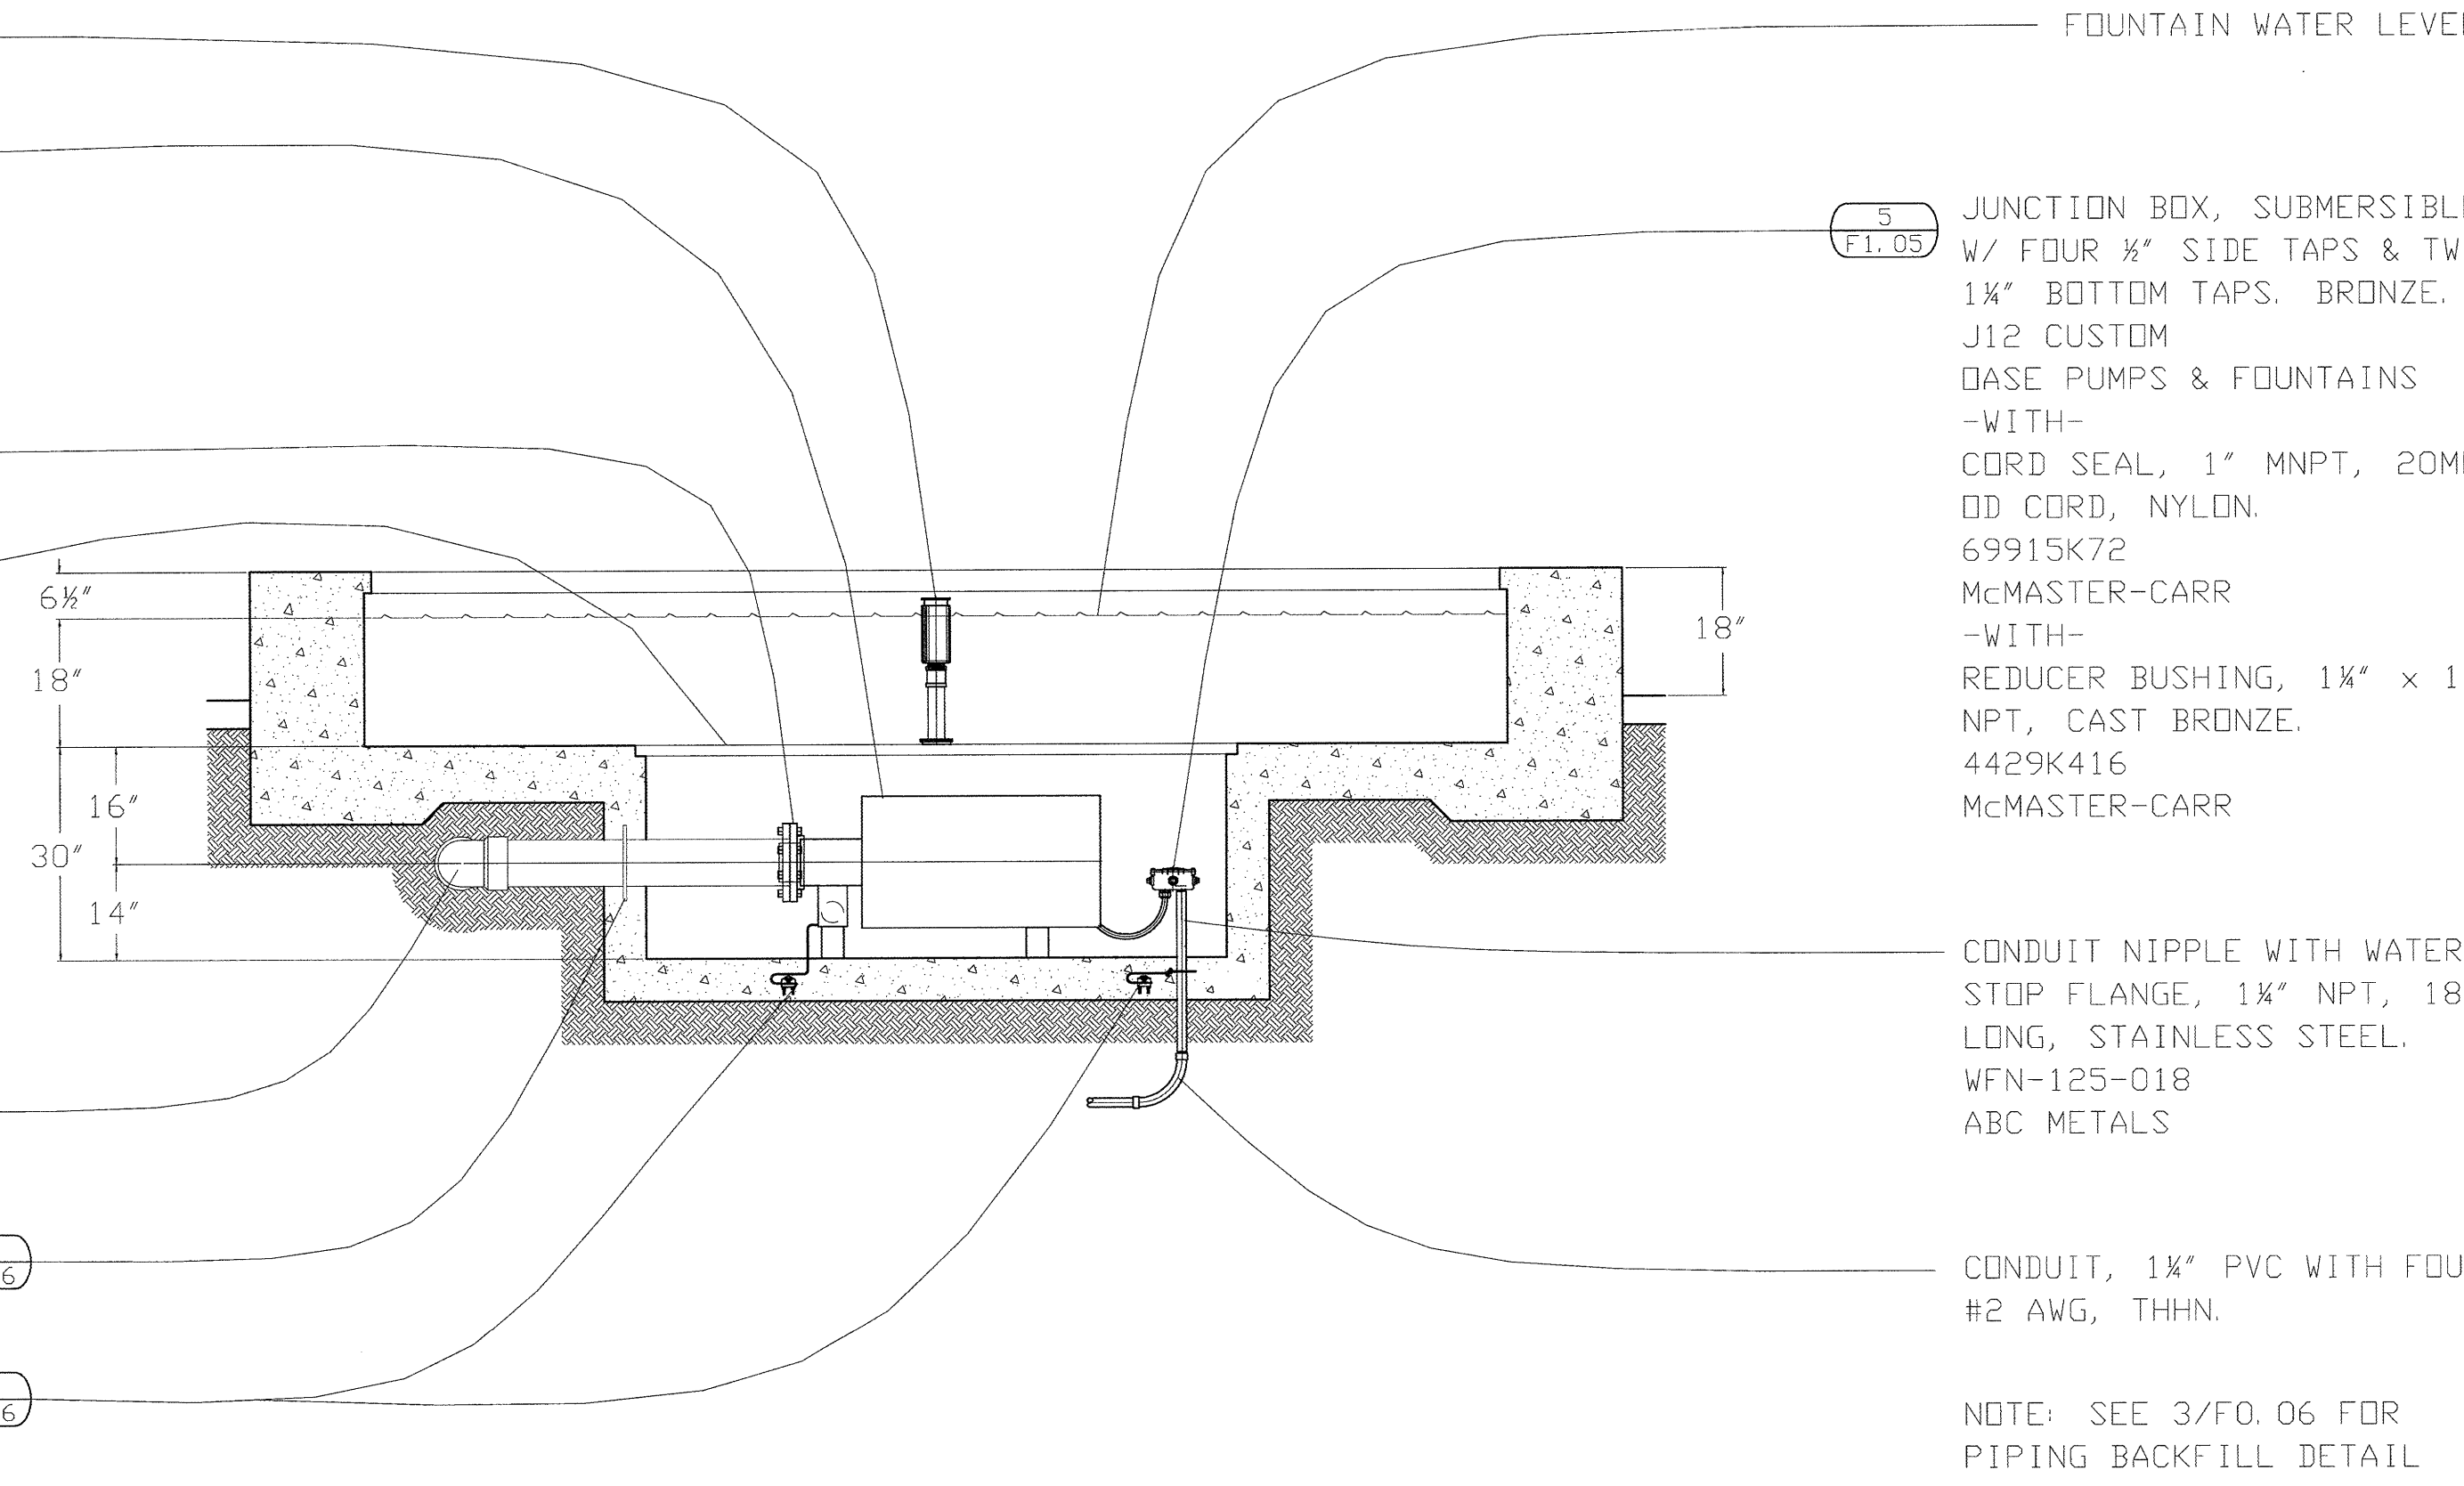 FOUNTAIN WATER LEVEL
5
F1.05
JUNCTION BOX, SUBMERSIBL
W/ FOUR ½" SIDE TAPS & TW
1¼" BOTTOM TAPS. BRONZE.
J12 CUSTOM
OASE PUMPS & FOUNTAINS
-WITH-
CORD SEAL, 1" MNPT, 20M
OD CORD, NYLON.
69915K72
McMASTER-CARR
-WITH-
REDUCER BUSHING, 1¼" x 1
NPT, CAST BRONZE.
4429K416
McMASTER-CARR
6½"
18"
18"
16"
30"
14"
CONDUIT NIPPLE WITH WATER
STOP FLANGE, 1¼" NPT, 18
LONG, STAINLESS STEEL.
WFN-125-018
ABC METALS
6
CONDUIT, 1¼" PVC WITH FOU
#2 AWG, THHN.
6
NOTE: SEE 3/F0.06 FOR
PIPING BACKFILL DETAIL